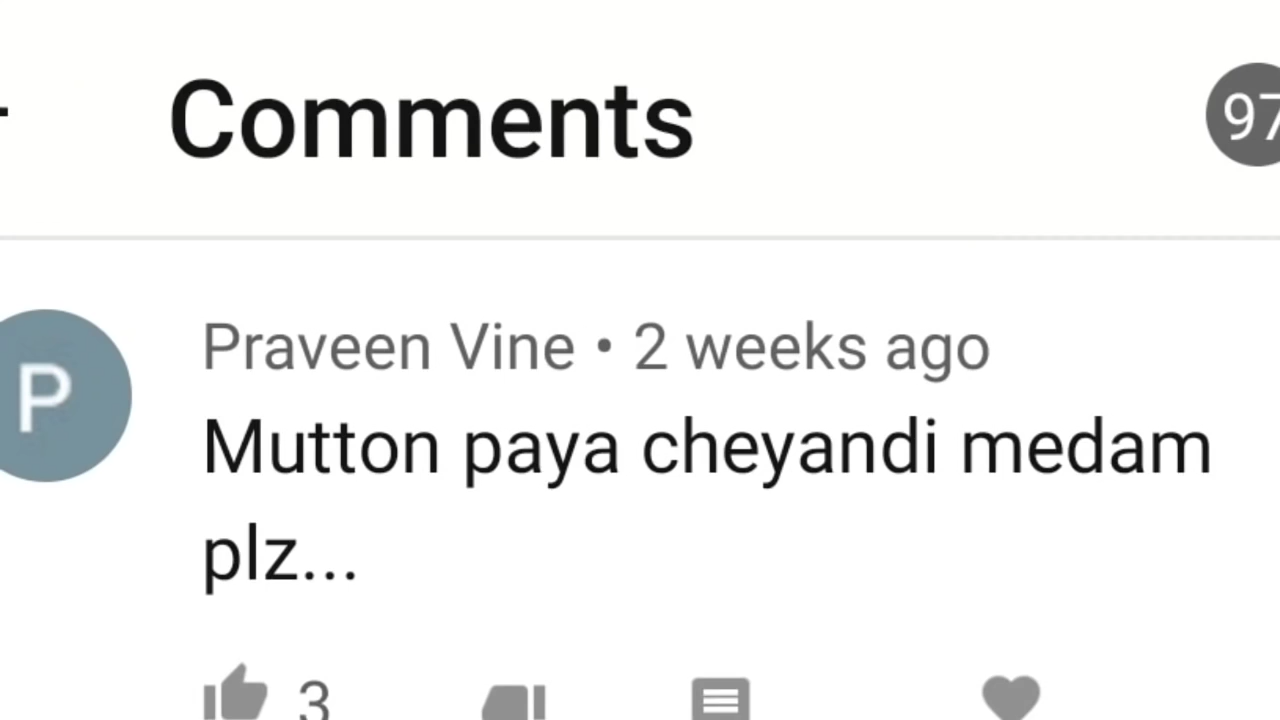 Comments
97
P
Praveen Vine • 2 weeks ago
Mutton paya cheyandi medam
plz...
3